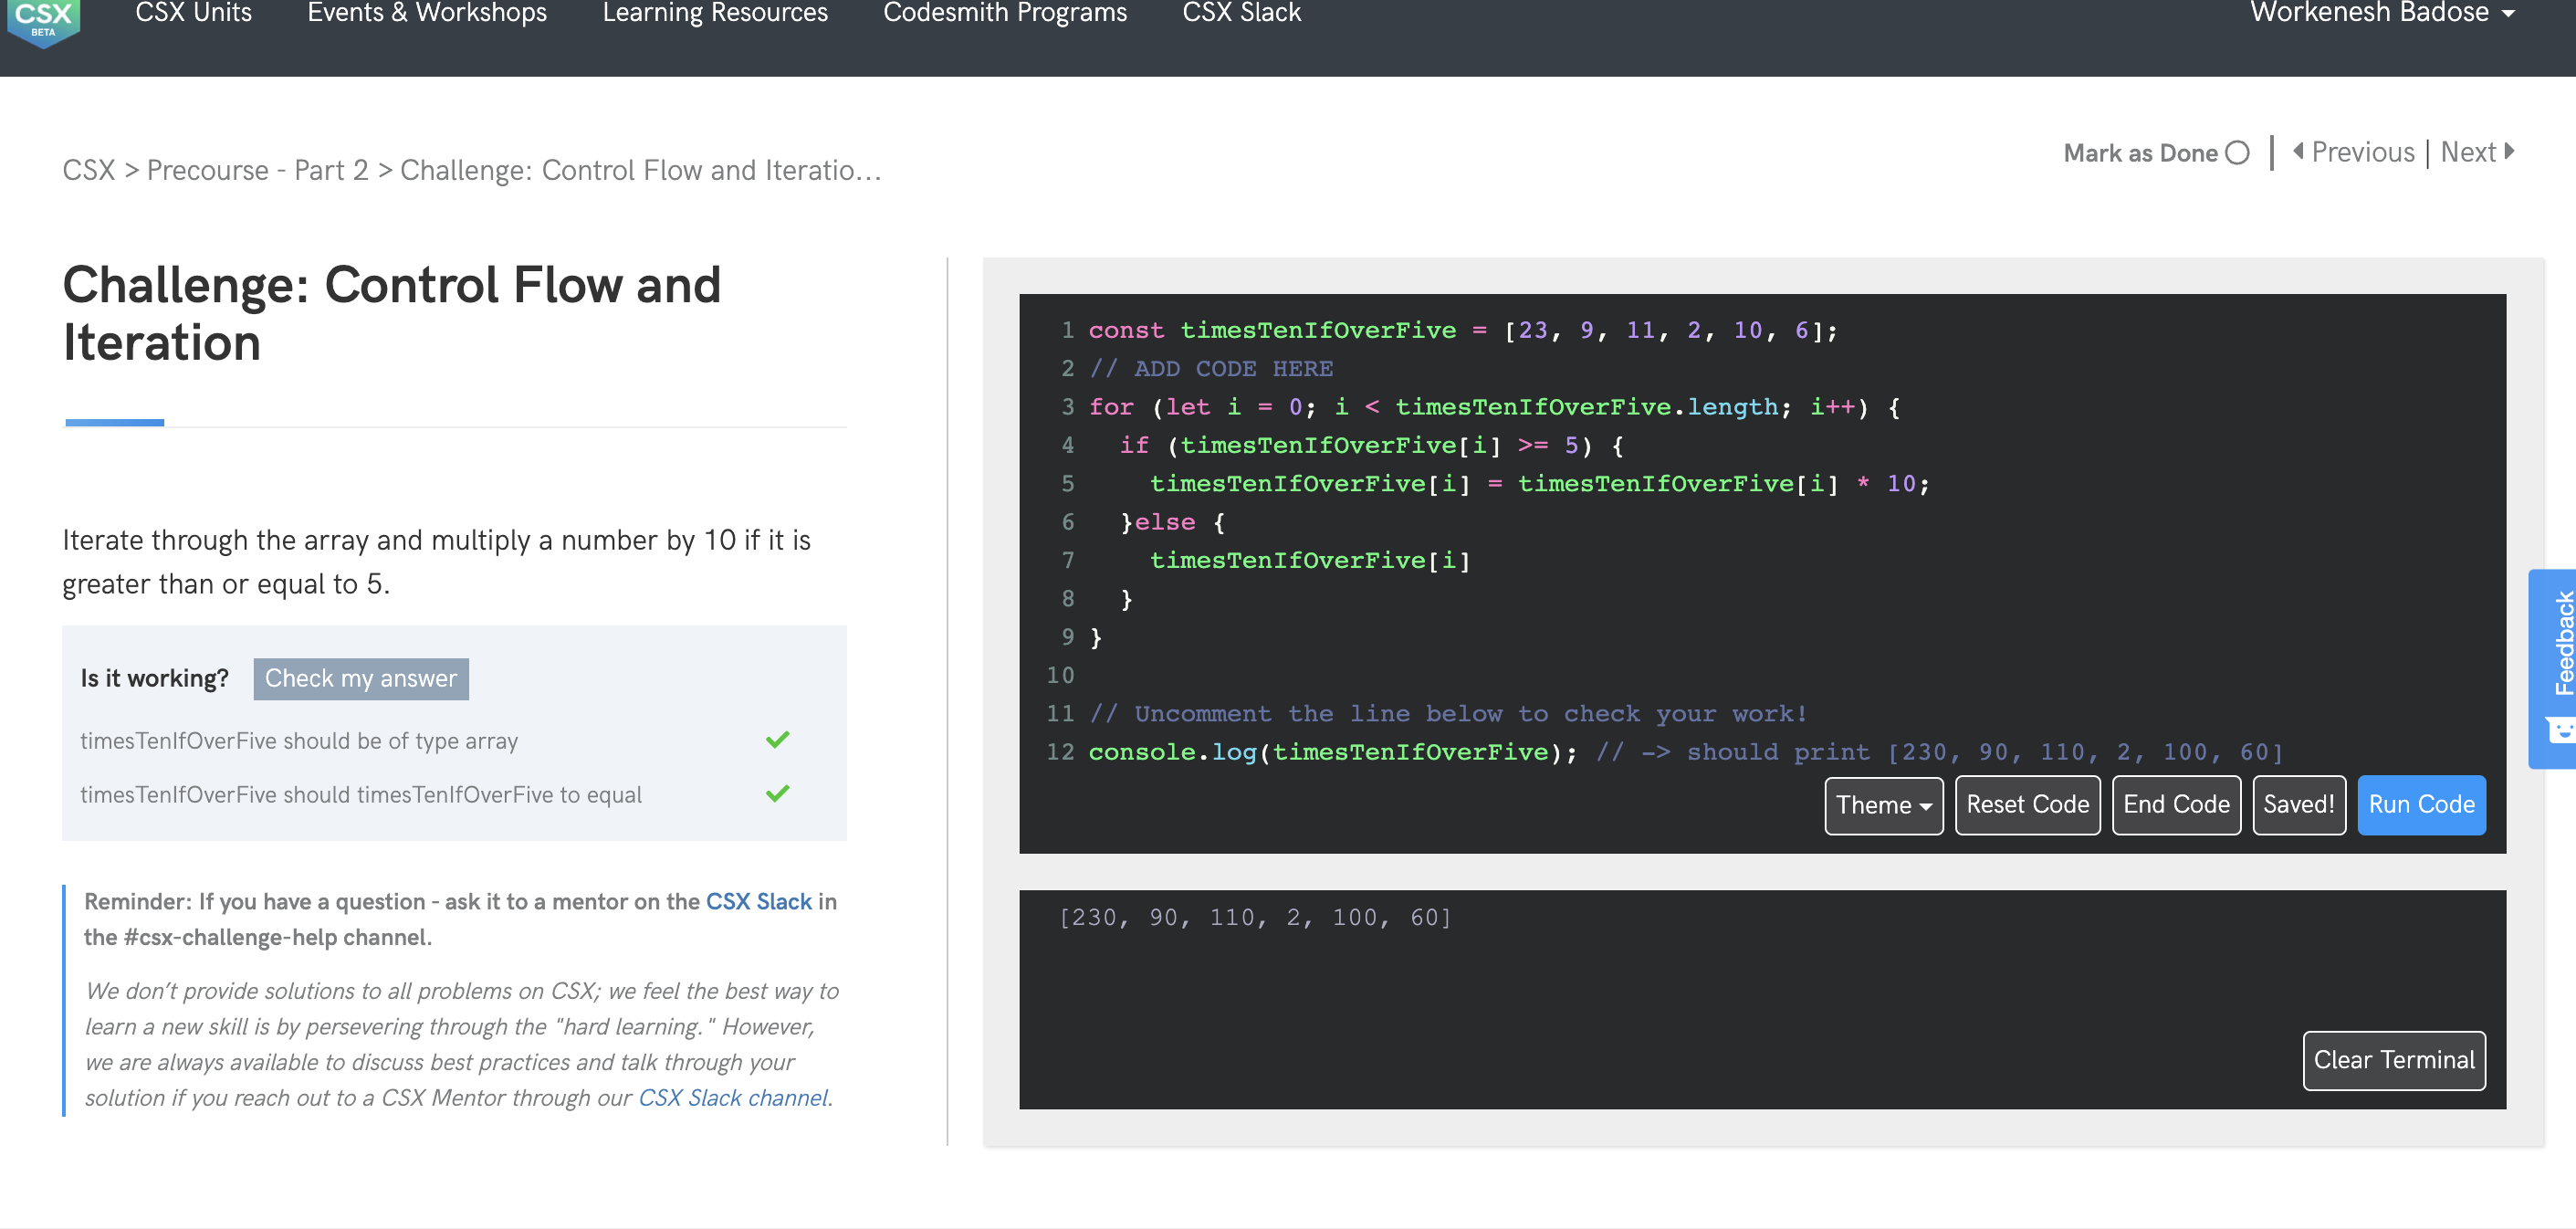 CSX
BETA
CSX Units
Events & Workshops
Learning Resources
Codesmith Programs
CSX Slack
Workenesh Badose
CSX > Precourse - Part 2 > Challenge: Control Flow and Iteratio...
Mark as Done
Previous | Next
Challenge: Control Flow and
Iteration
Iterate through the array and multiply a number by 10 if it is
greater than or equal to 5.
Is it working?
Check my answer
timesTenIfOverFive should be of type array
timesTenIfOverFive should timesTenIfOverFive to equal
Reminder: If you have a question - ask it to a mentor on the CSX Slack in
the #csx-challenge-help channel.
We don’t provide solutions to all problems on CSX; we feel the best way to
learn a new skill is by persevering through the "hard learning." However,
we are always available to discuss best practices and talk through your
solution if you reach out to a CSX Mentor through our CSX Slack channel.
1 const timesTenIfOverFive = [23, 9, 11, 2, 10, 6];
2 // ADD CODE HERE
3 for (let i = 0; i < timesTenIfOverFive.length; i++) {
4   if (timesTenIfOverFive[i] >= 5) {
5     timesTenIfOverFive[i] = timesTenIfOverFive[i] * 10;
6   }else {
7     timesTenIfOverFive[i]
8   }
9 }
10
11 // Uncomment the line below to check your work!
12 console.log(timesTenIfOverFive); // -> should print [230, 90, 110, 2, 100, 60]
Theme
Reset Code
End Code
Saved!
Run Code
[230, 90, 110, 2, 100, 60]
Clear Terminal
Feedback